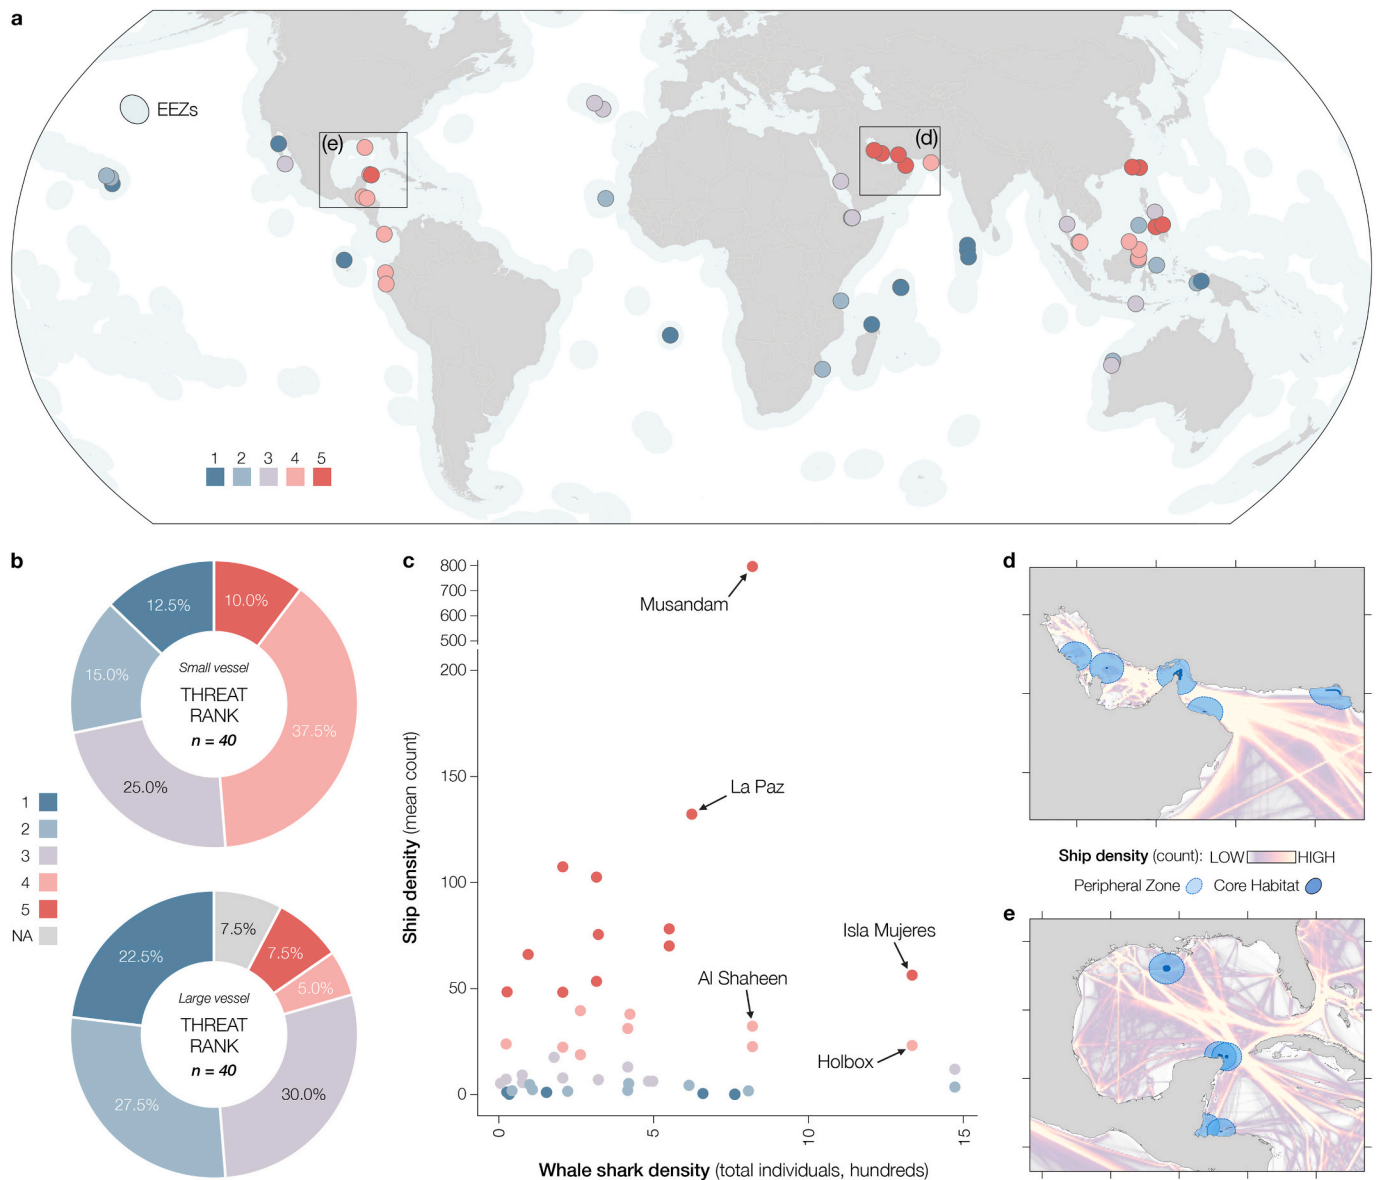 a
EEZs
(e)
(d)
1 2 3 4 5
b
12.5%
10.0%
15.0%
37.5%
25.0%
Small vessel
THREAT
RANK
n = 40
1
2
3
4
5
NA
7.5%
7.5%
5.0%
22.5%
30.0%
27.5%
Large vessel
THREAT
RANK
n = 40
c
800
700
600
500
200
150
100
50
0
Ship density (mean count)
Musandam
La Paz
Isla Mujeres
Al Shaheen
Holbox
0 5 10 15
Whale shark density (total individuals, hundreds)
d
Ship density (count): LOW HIGH
Peripheral Zone Core Habitat
e